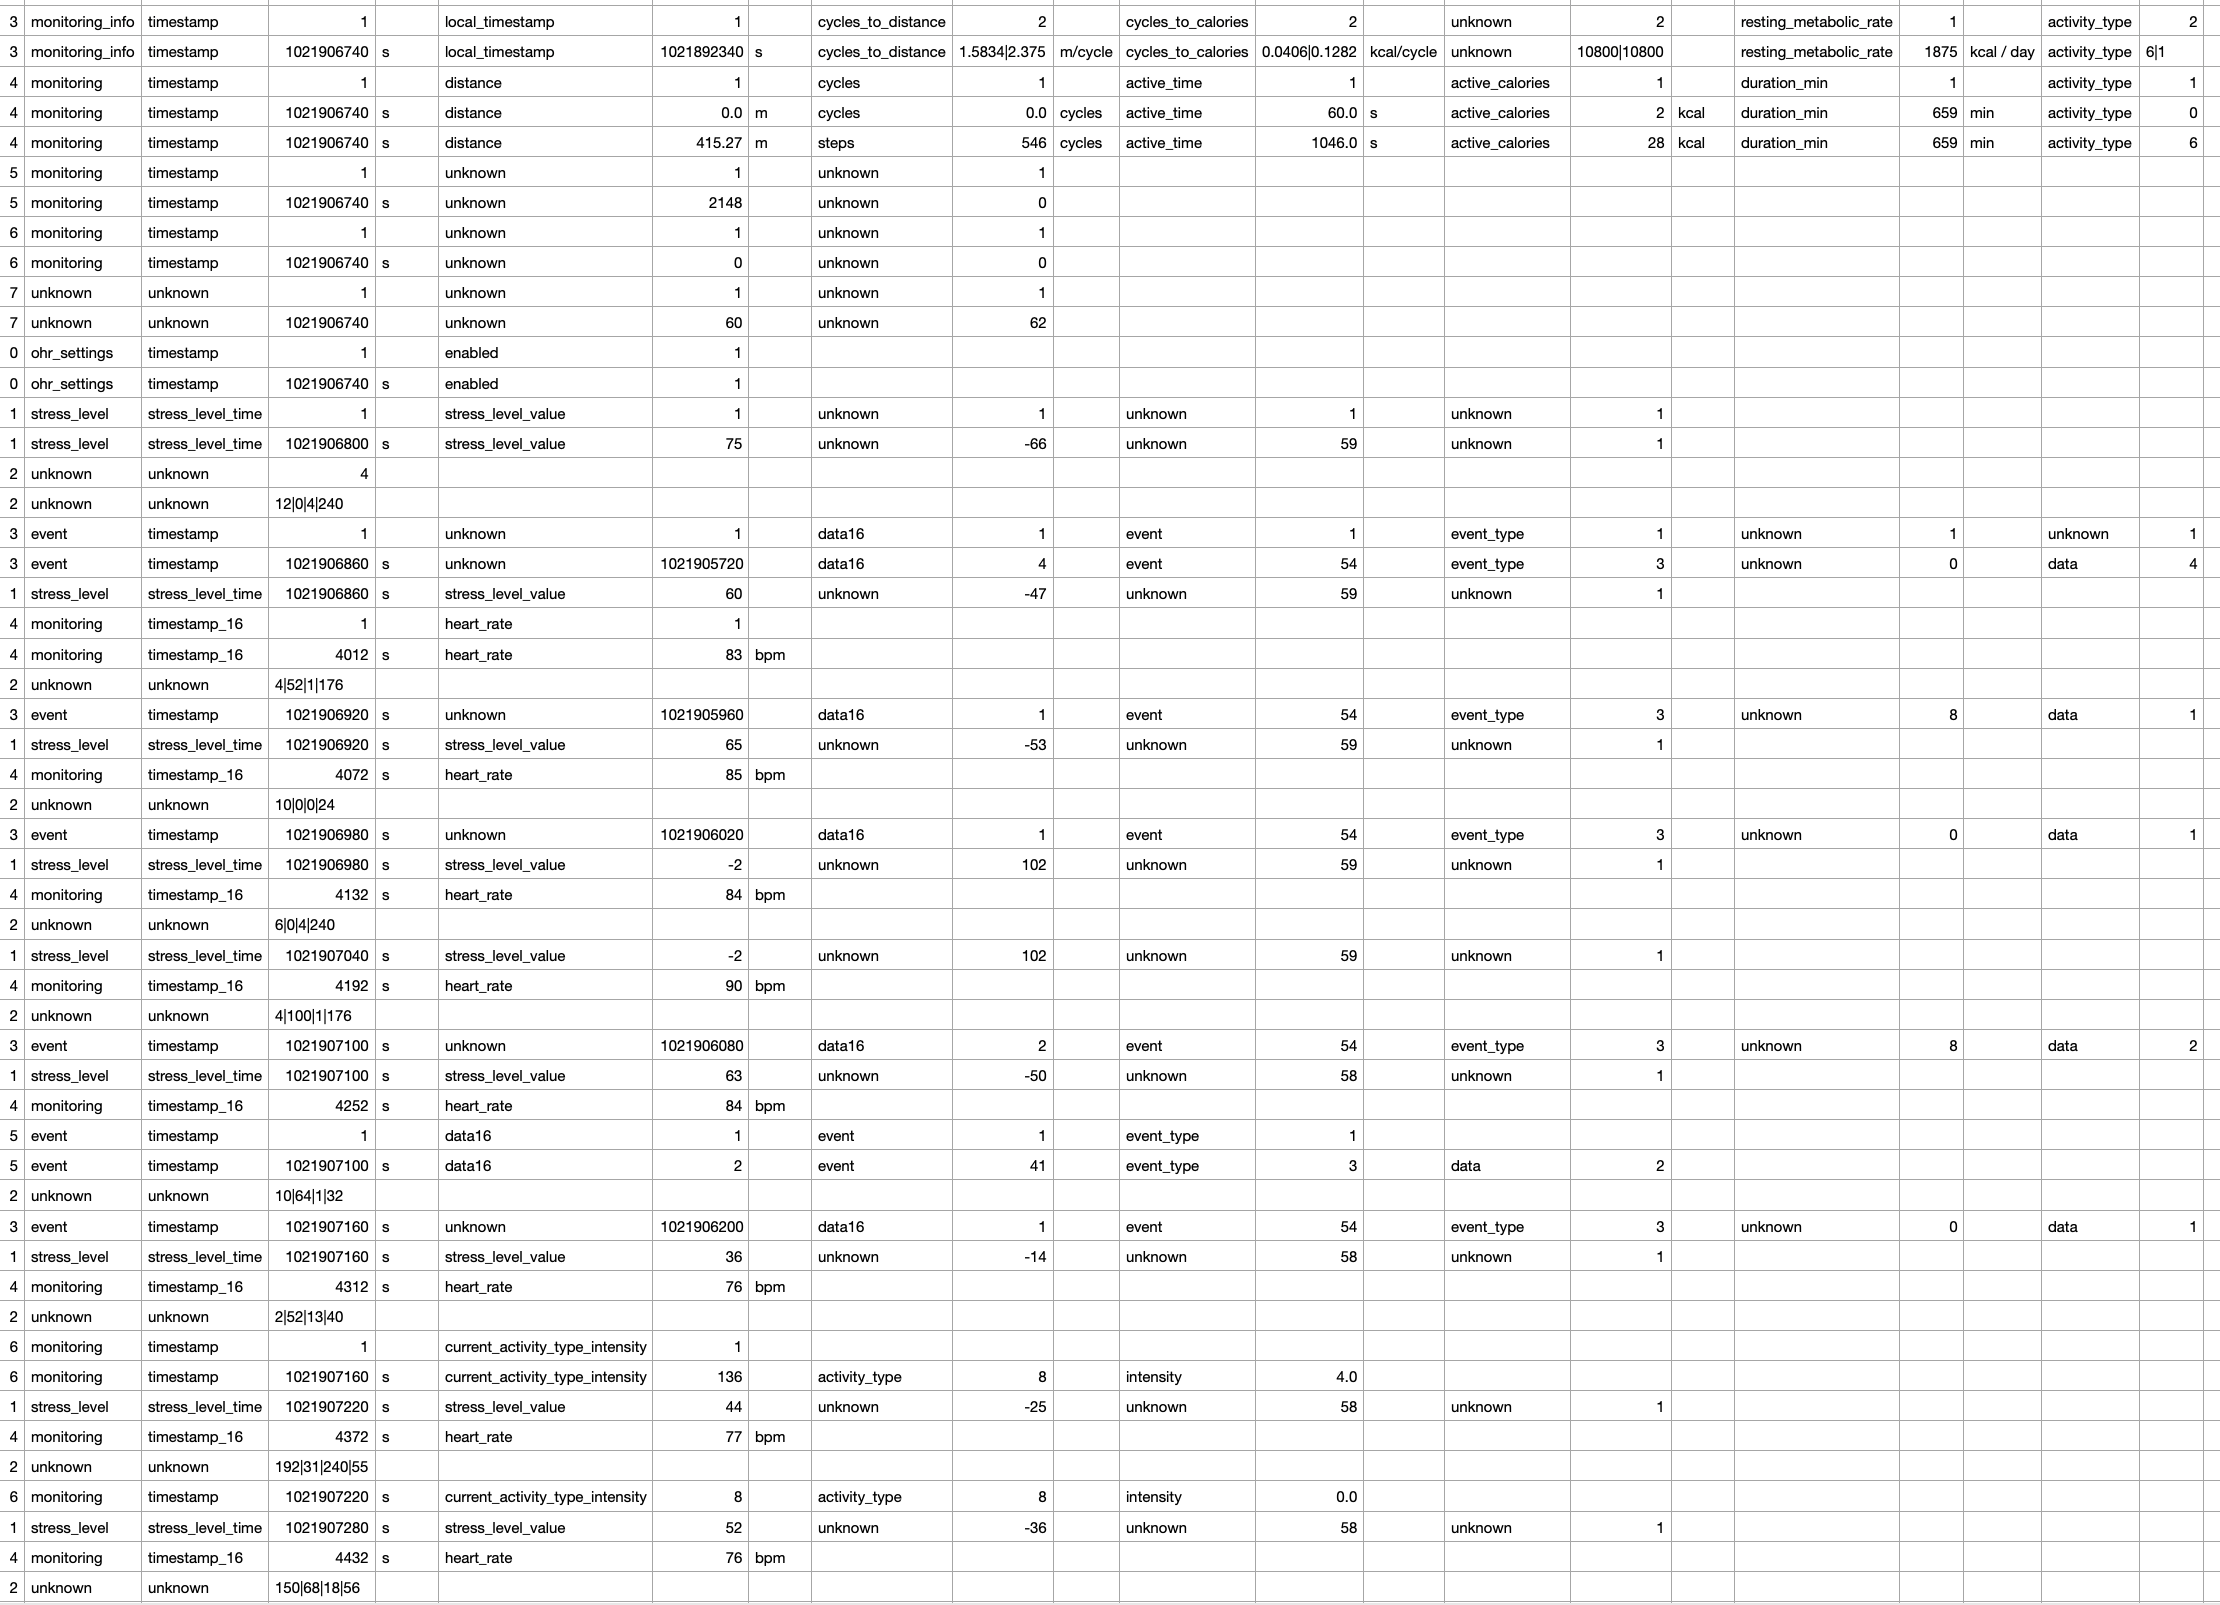 3 monitoring_info timestamp 1 local_timestamp 1 cycles_to_distance 2 cycles_to_calories 2 unknown 2 resting_metabolic_rate 1 activity_type 2
3 monitoring_info timestamp 1021906740 s local_timestamp 1021892340 s cycles_to_distance 1.5834|2.375 m/cycle cycles_to_calories 0.0406|0.1282 kcal/cycle unknown 10800|10800 resting_metabolic_rate 1875 kcal / day activity_type 6|1
4 monitoring timestamp 1 distance 1 cycles 1 active_time 1 active_calories 1 duration_min 1 activity_type 1
4 monitoring timestamp 1021906740 s distance 0.0 m cycles 0.0 cycles active_time 60.0 s active_calories 2 kcal duration_min 659 min activity_type 0
4 monitoring timestamp 1021906740 s distance 415.27 m steps 546 cycles active_time 1046.0 s active_calories 28 kcal duration_min 659 min activity_type 6
5 monitoring timestamp 1 unknown 1 unknown 1
5 monitoring timestamp 1021906740 s unknown 2148 unknown 0
6 monitoring timestamp 1 unknown 1 unknown 1
6 monitoring timestamp 1021906740 s unknown 0 unknown 0
7 unknown unknown 1 unknown 1 unknown 1
7 unknown unknown 1021906740 unknown 60 unknown 62
0 ohr_settings timestamp 1 enabled 1
0 ohr_settings timestamp 1021906740 s enabled 1
1 stress_level stress_level_time 1 stress_level_value 1 unknown 1 unknown 1 unknown 1
1 stress_level stress_level_time 1021906800 s stress_level_value 75 unknown -66 unknown 59 unknown 1
2 unknown unknown 4
2 unknown unknown 12|0|4|240
3 event timestamp 1 unknown 1 data16 1 event 1 event_type 1 unknown 1 unknown 1
3 event timestamp 1021906860 s unknown 1021905720 data16 4 event 54 event_type 3 unknown 0 data 4
1 stress_level stress_level_time 1021906860 s stress_level_value 60 unknown -47 unknown 59 unknown 1
4 monitoring timestamp_16 1 heart_rate 1
4 monitoring timestamp_16 4012 s heart_rate 83 bpm
2 unknown unknown 4|52|1|176
3 event timestamp 1021906920 s unknown 1021905960 data16 1 event 54 event_type 3 unknown 8 data 1
1 stress_level stress_level_time 1021906920 s stress_level_value 65 unknown -53 unknown 59 unknown 1
4 monitoring timestamp_16 4072 s heart_rate 85 bpm
2 unknown unknown 10|0|0|24
3 event timestamp 1021906980 s unknown 1021906020 data16 1 event 54 event_type 3 unknown 0 data 1
1 stress_level stress_level_time 1021906980 s stress_level_value -2 unknown 102 unknown 59 unknown 1
4 monitoring timestamp_16 4132 s heart_rate 84 bpm
2 unknown unknown 6|0|4|240
1 stress_level stress_level_time 1021907040 s stress_level_value -2 unknown 102 unknown 59 unknown 1
4 monitoring timestamp_16 4192 s heart_rate 90 bpm
2 unknown unknown 4|100|1|176
3 event timestamp 1021907100 s unknown 1021906080 data16 2 event 54 event_type 3 unknown 8 data 2
1 stress_level stress_level_time 1021907100 s stress_level_value 63 unknown -50 unknown 58 unknown 1
4 monitoring timestamp_16 4252 s heart_rate 84 bpm
5 event timestamp 1 data16 1 event 1 event_type 1
5 event timestamp 1021907100 s data16 2 event 41 event_type 3 data 2
2 unknown unknown 10|64|1|32
3 event timestamp 1021907160 s unknown 1021906200 data16 1 event 54 event_type 3 unknown 0 data 1
1 stress_level stress_level_time 1021907160 s stress_level_value 36 unknown -14 unknown 58 unknown 1
4 monitoring timestamp_16 4312 s heart_rate 76 bpm
2 unknown unknown 2|52|13|40
6 monitoring timestamp 1 current_activity_type_intensity 1
6 monitoring timestamp 1021907160 s current_activity_type_intensity 136 activity_type 8 intensity 4.0
1 stress_level stress_level_time 1021907220 s stress_level_value 44 unknown -25 unknown 58 unknown 1
4 monitoring timestamp_16 4372 s heart_rate 77 bpm
2 unknown unknown 192|31|240|55
6 monitoring timestamp 1021907220 s current_activity_type_intensity 8 activity_type 8 intensity 0.0
1 stress_level stress_level_time 1021907280 s stress_level_value 52 unknown -36 unknown 58 unknown 1
4 monitoring timestamp_16 4432 s heart_rate 76 bpm
2 unknown unknown 150|68|18|56